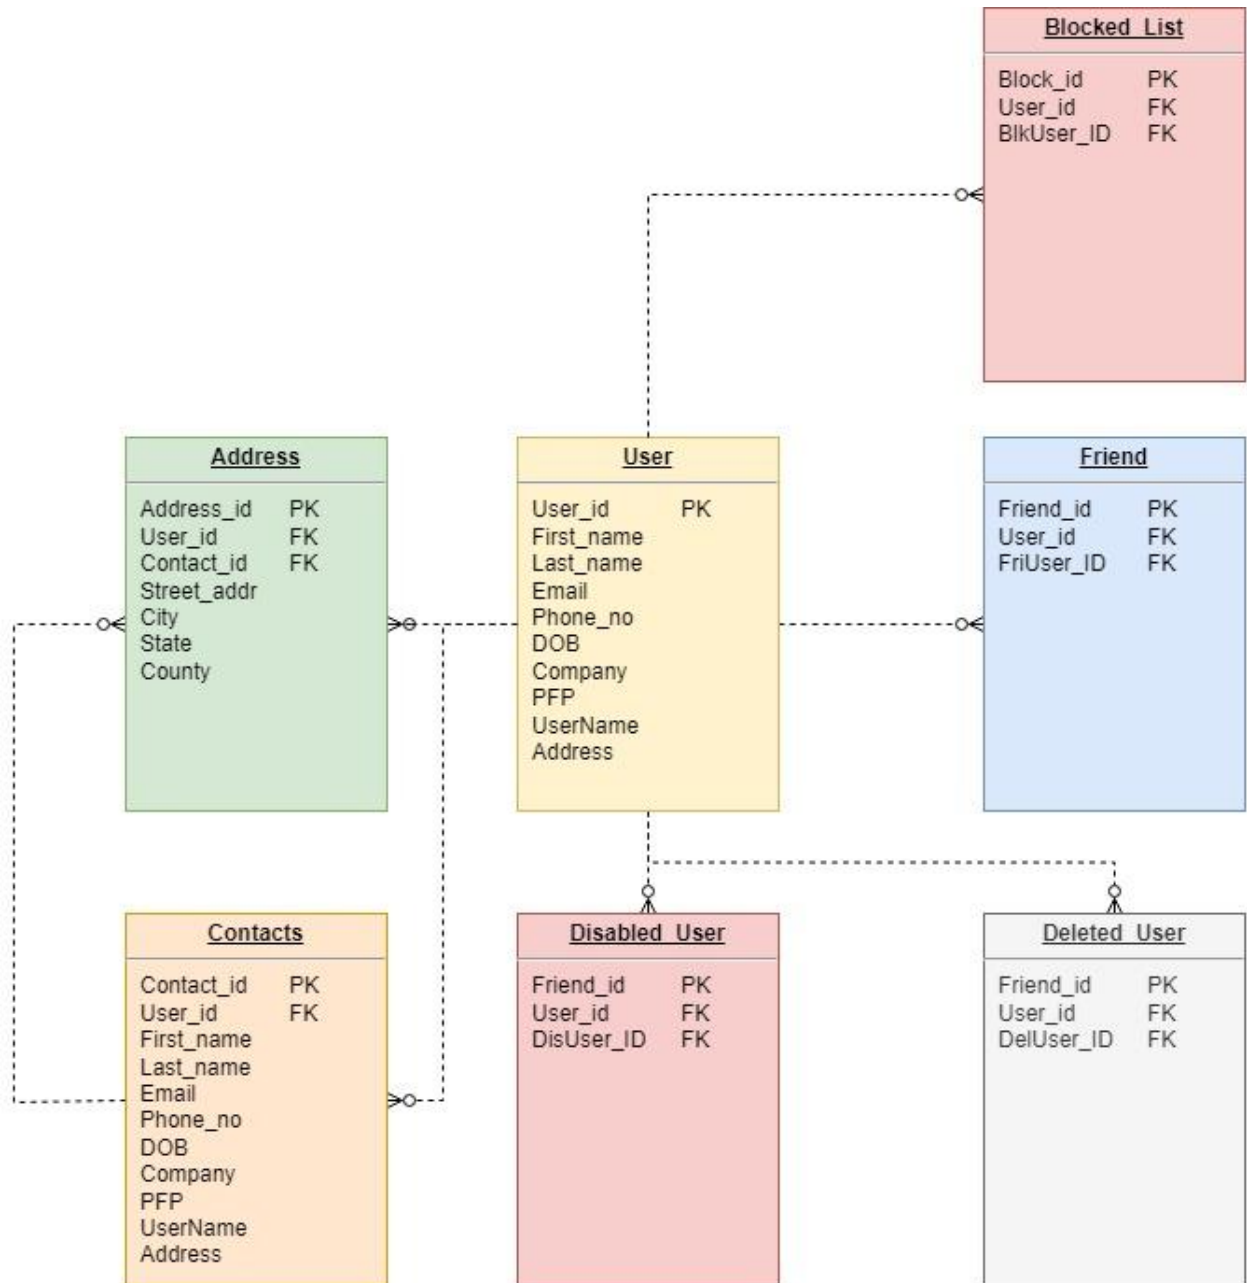 Blocked_List
Block_id PK
User_id FK
BlkUser_ID FK
Address
Address_id PK
User_id FK
Contact_id FK
Street_addr
City
State
County
User
User_id PK
First_name
Last_name
Email
Phone_no
DOB
Company
PFP
UserName
Address
Friend
Friend_id PK
User_id FK
FriUser_ID FK
Contacts
Contact_id PK
User_id FK
First_name
Last_name
Email
Phone_no
DOB
Company
PFP
UserName
Address
Disabled_User
Friend_id PK
User_id FK
DisUser_ID FK
Deleted_User
Friend_id PK
User_id FK
DelUser_ID FK